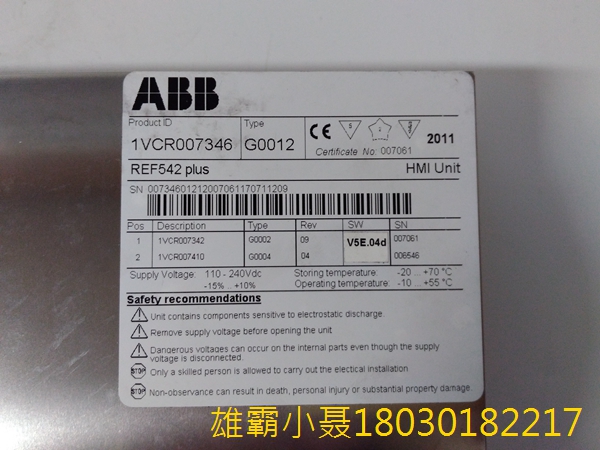 ABB
Product ID Type
1VCR007346 G0012
CE 2011
Certificate No: 007061
REF542 plus HMI Unit
SN 00734601212007061170711209
Pos Description Type Rev SW SN
1 1VCR007342 G0002 09 V5E.04d 007061
2 1VCR007410 G0004 04 006546
Supply Voltage: 110 - 240Vdc Storing temperature: -20 .. +70 °C
-15% .. +10% Operating temperature: -10 .. +55 °C
Safety recommendations
Unit contains components sensitive to electrostatic discharge.
Remove supply voltage before opening the unit
Dangerous voltages can occur on the internal parts even though the supply
voltage is disconnected.
STOP Only a skilled person is allowed to carry out the electical installation
STOP Non-observance can result in death, personal injury or substantial property damage.
雄霸小聂18030182217